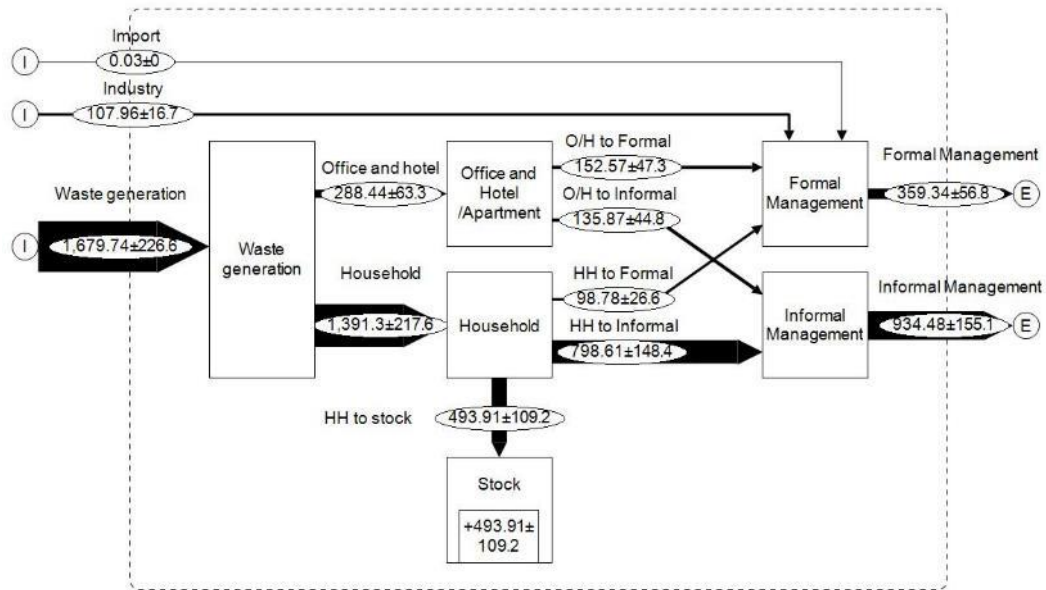 Import
I
0.03±0
Industry
I
107.96±16.7
Waste generation
I
1,679.74±226.6
Waste
generation
Office and hotel
288.44±63.3
Household
1,391.3±217.6
Office and
Hotel
/Apartment
Household
O/H to Formal
152.57±47.3
O/H to Informal
135.87±44.8
HH to Formal
98.78±26.6
HH to Informal
798.61±148.4
HH to stock
493.91±109.2
Stock
+493.91±
109.2
Formal
Management
Informal
Management
Formal Management
359.34±56.8
E
Informal Management
934.48±155.1
E